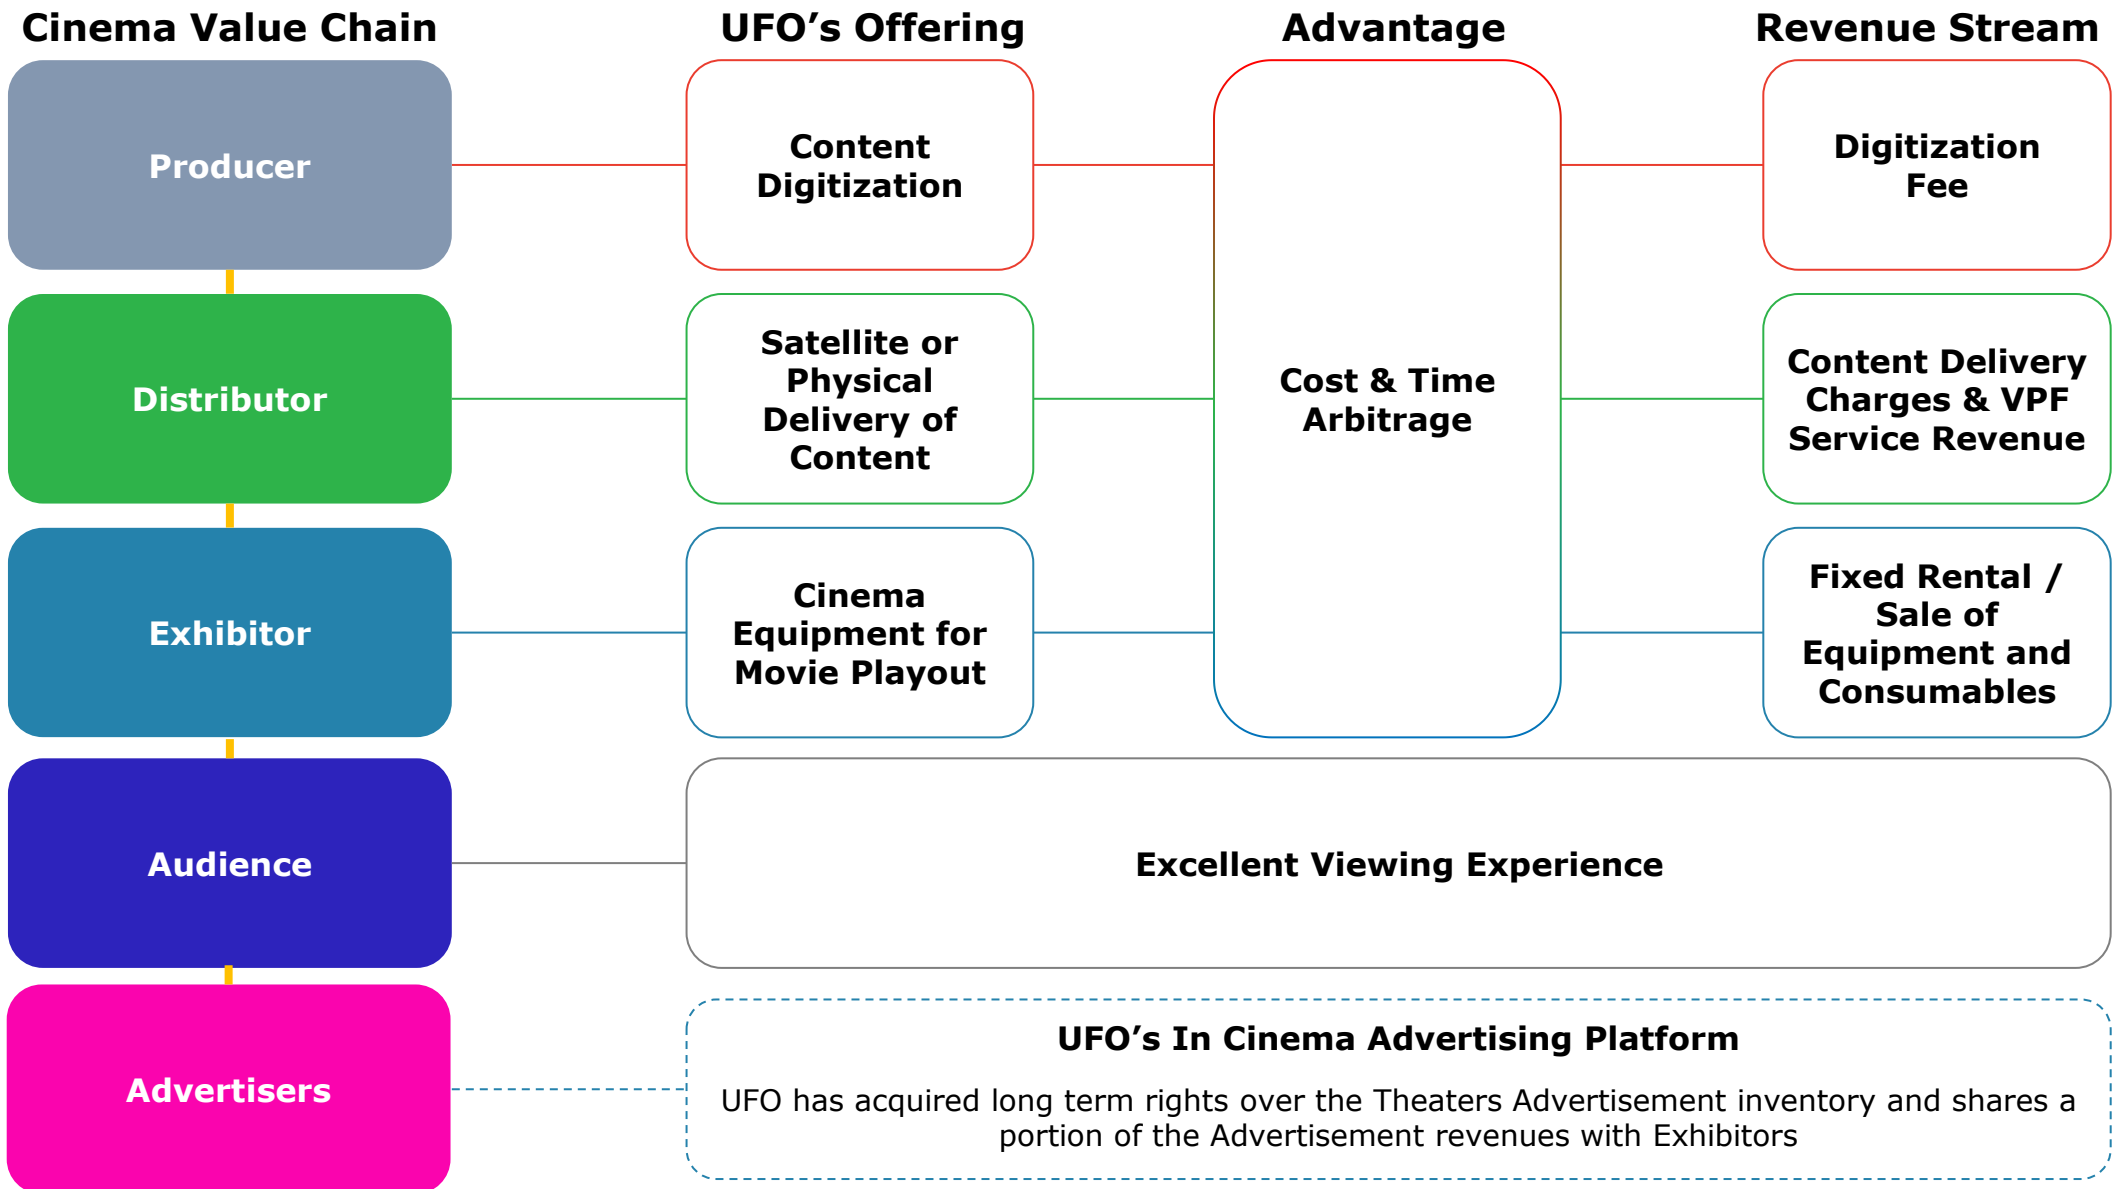 Cinema Value Chain
UFO’s Offering
Advantage
Revenue Stream
Producer
Content
Digitization
Cost & Time
Arbitrage
Digitization
Fee
Distributor
Satellite or
Physical
Delivery of
Content
Content Delivery
Charges & VPF
Service Revenue
Exhibitor
Cinema
Equipment for
Movie Playout
Fixed Rental /
Sale of
Equipment and
Consumables
Audience
Excellent Viewing Experience
Advertisers
UFO’s In Cinema Advertising Platform
UFO has acquired long term rights over the Theaters Advertisement inventory and shares a
portion of the Advertisement revenues with Exhibitors